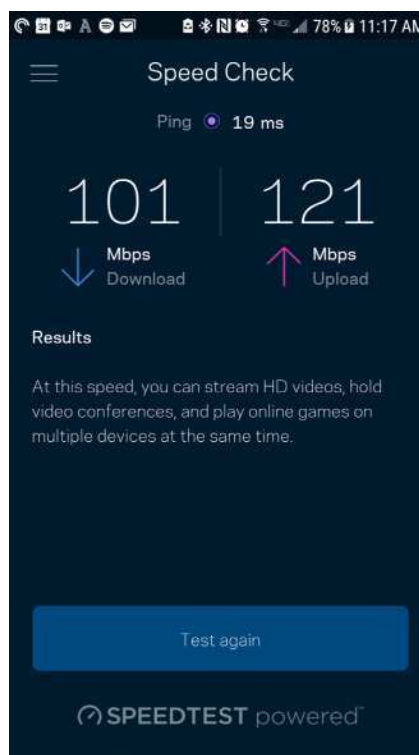 31 78% 11:17 AM
Speed Check
Ping 19 ms
101 121
Mbps Mbps
Download Upload
Results
At this speed, you can stream HD videos, hold
video conferences, and play online games on
multiple devices at the same time.
Test again
SPEEDTEST powered™